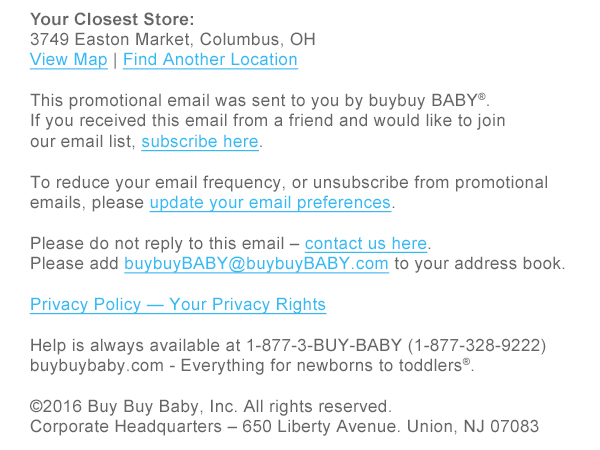 Your Closest Store:
3749 Easton Market, Columbus, OH
View Map | Find Another Location
This promotional email was sent to you by buybuy BABY®.
If you received this email from a friend and would like to join
our email list, subscribe here.
To reduce your email frequency, or unsubscribe from promotional
emails, please update your email preferences.
Please do not reply to this email – contact us here.
Please add buybuyBABY@buybuyBABY.com to your address book.
Privacy Policy — Your Privacy Rights
Help is always available at 1-877-3-BUY-BABY (1-877-328-9222)
buybuybaby.com - Everything for newborns to toddlers®.
©2016 Buy Buy Baby, Inc. All rights reserved.
Corporate Headquarters – 650 Liberty Avenue. Union, NJ 07083